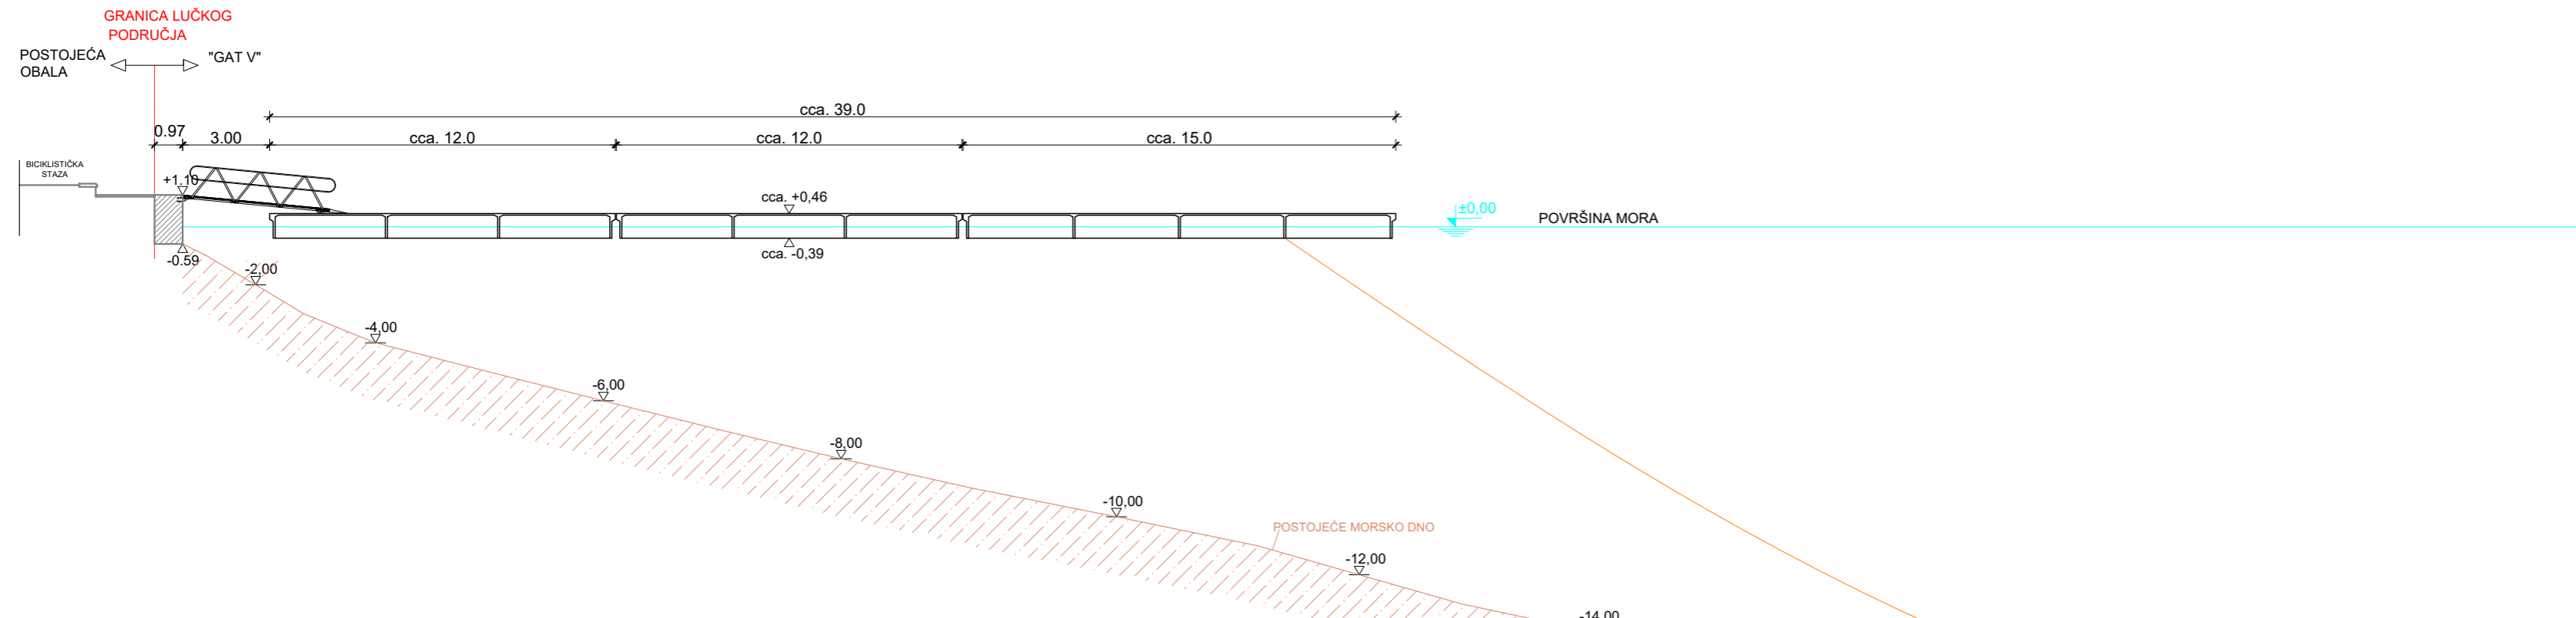 GRANICA LUČKOG
PODRUČJA
POSTOJEĆA
OBALA
"GAT V"
cca. 39.0
0.97
3.00
cca. 12.0
cca. 12.0
cca. 15.0
BICIKLISTIČKA
STAZA
+1.10
cca. +0,46
±0,00
POVRŠINA MORA
cca. -0,39
-0.59
-2,00
-4,00
-6,00
-8,00
-10,00
POSTOJEĆE MORSKO DNO
-12,00
-14,00